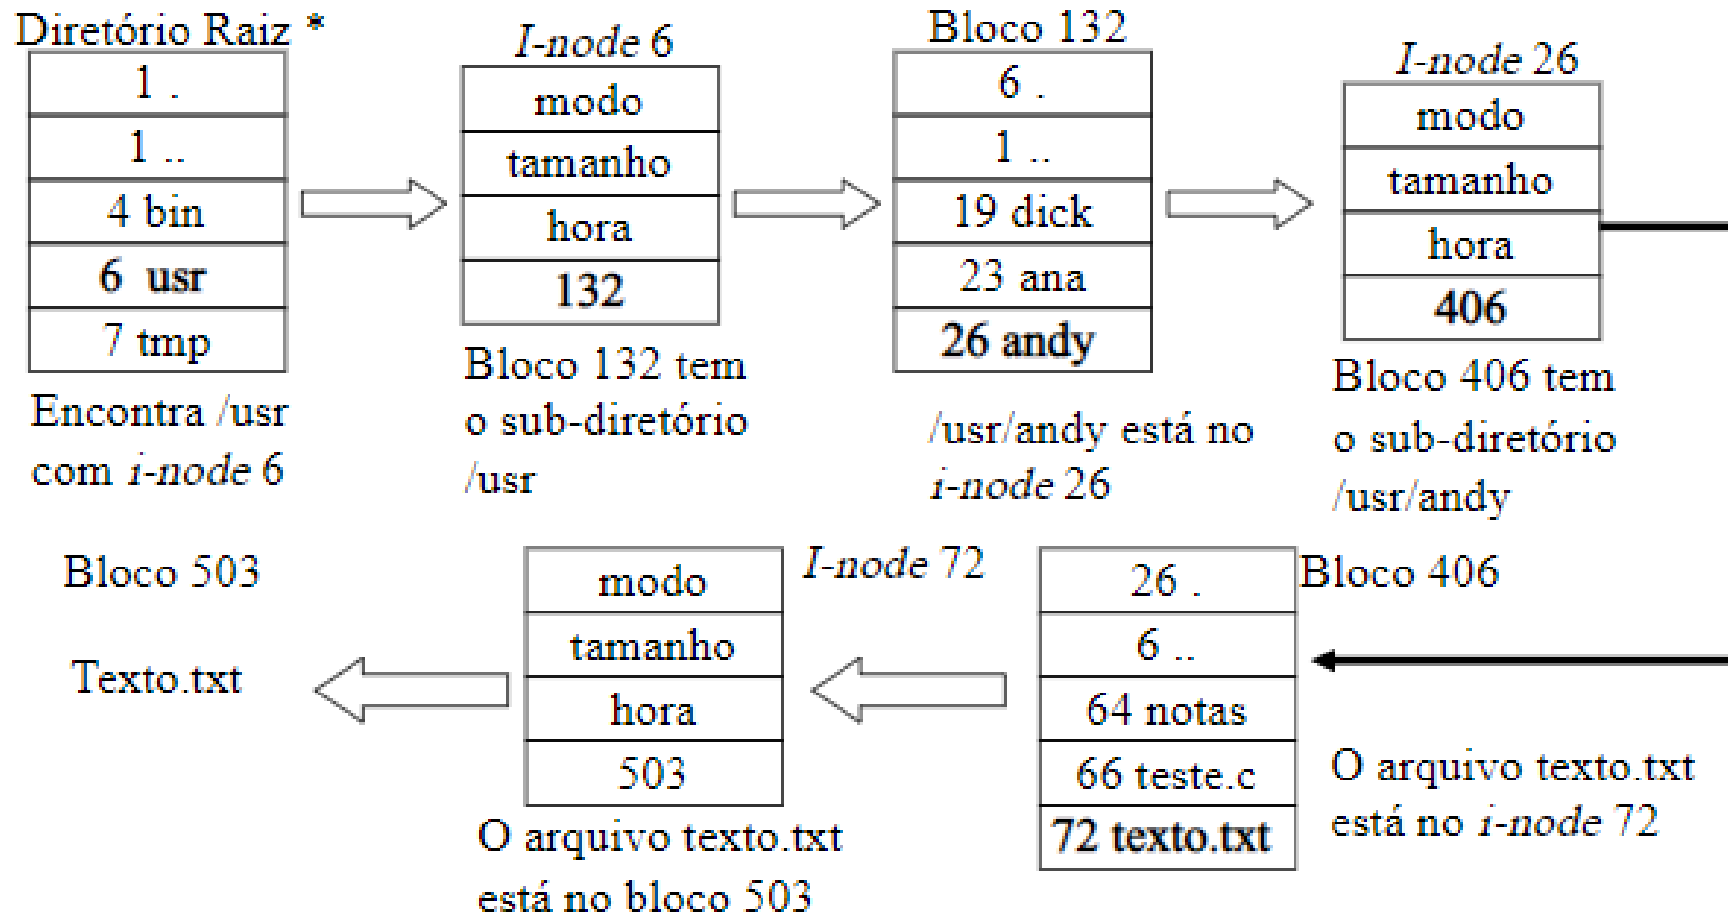 Diretório Raiz *
1 .
1 ..
4 bin
6 usr
7 tmp
Encontra /usr
com i-node 6
I-node 6
modo
tamanho
hora
132
Bloco 132 tem
o sub-diretório
/usr
Bloco 132
6 .
1 ..
19 dick
23 ana
26 andy
/usr/andy está no
i-node 26
I-node 26
modo
tamanho
hora
406
Bloco 406 tem
o sub-diretório
/usr/andy
Bloco 406
26 .
6 ..
64 notas
66 teste.c
72 texto.txt
O arquivo texto.txt
está no i-node 72
I-node 72
modo
tamanho
hora
503
O arquivo texto.txt
está no bloco 503
Bloco 503
Texto.txt